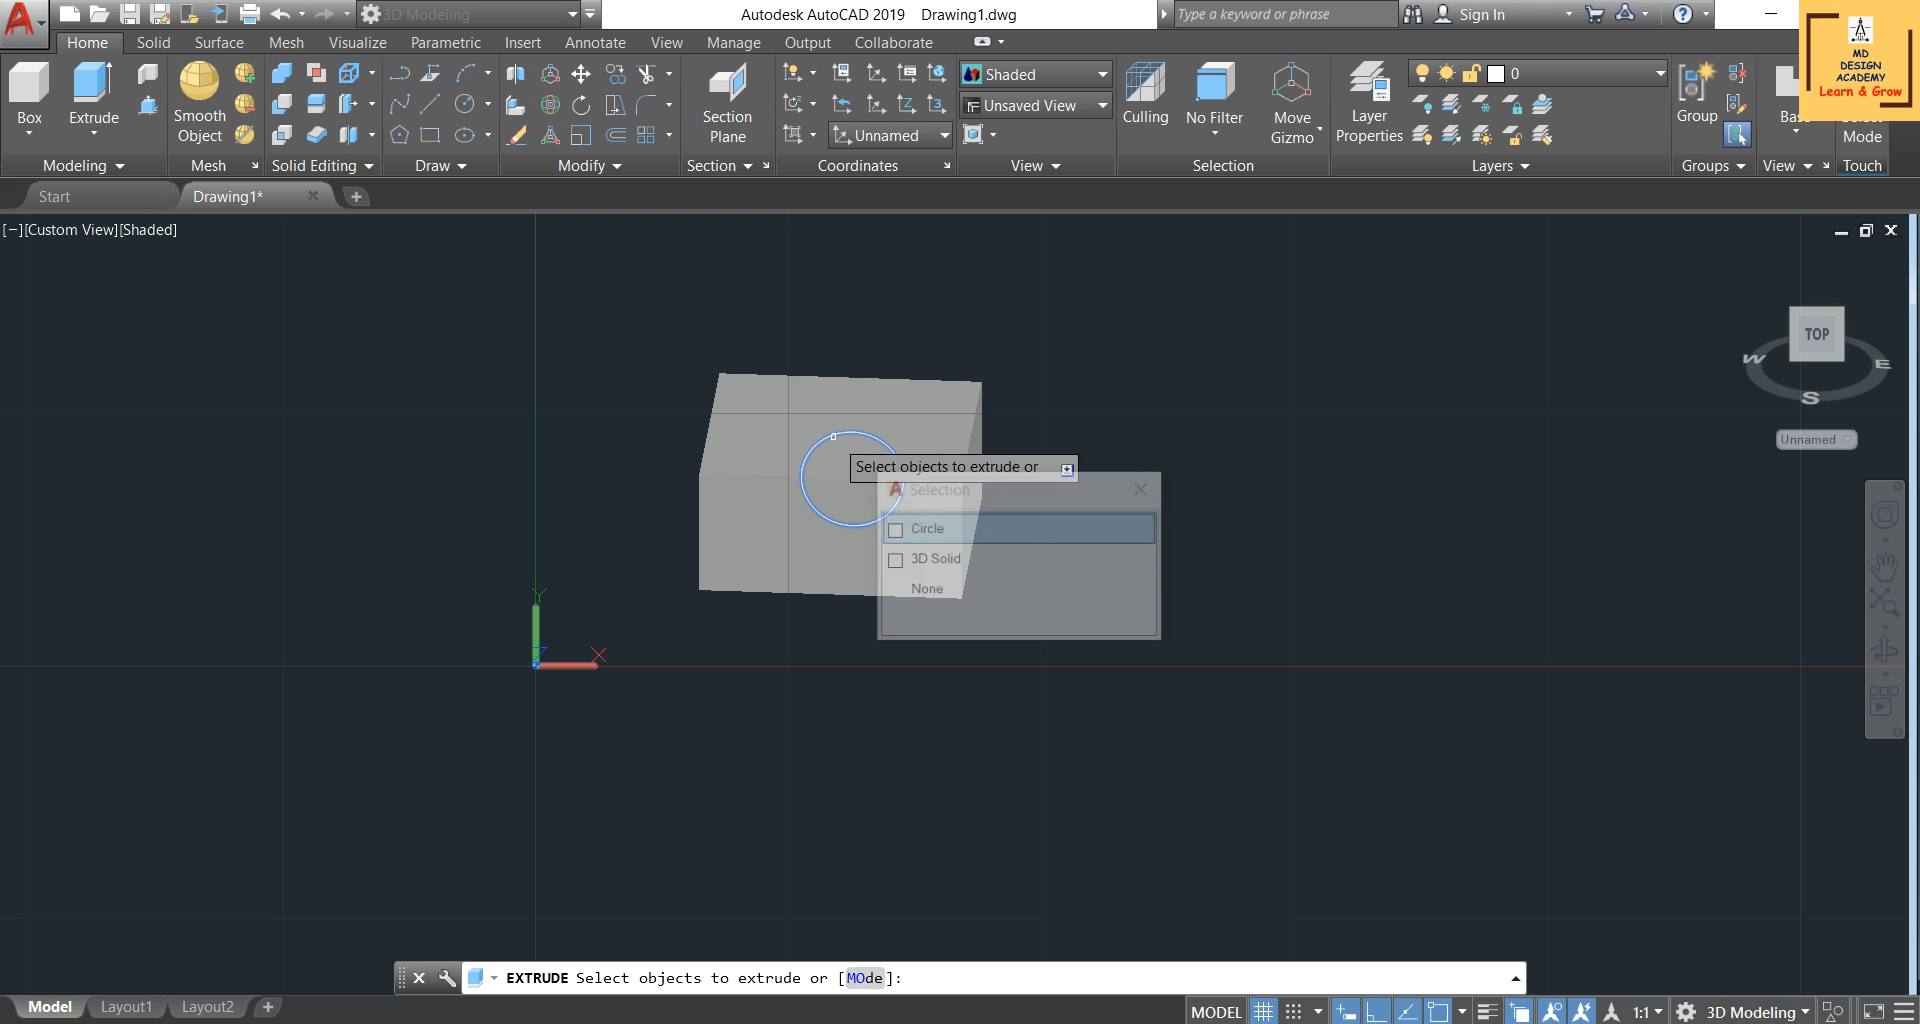 3D Modeling
Autodesk AutoCAD 2019 Drawing1.dwg
Type a keyword or phrase
Sign In
Home Solid Surface Mesh Visualize Parametric Insert Annotate View Manage Output Collaborate
MD
DESIGN
ACADEMY
Learn & Grow
Box
Extrude
Smooth
Object
Section
Plane
Shaded
Unsaved View
Unnamed
Culling
No Filter
Move
Gizmo
Layer
Properties
0
Group
Mode
Modeling
Mesh
Solid Editing
Draw
Modify
Section
Coordinates
View
Selection
Layers
Groups
View
Touch
Start
Drawing1*
[−][Custom View][Shaded]
TOP
W
E
S
Unnamed
Select objects to extrude or
Selection
Circle
3D Solid
None
Y
X
EXTRUDE Select objects to extrude or [MOde]:
Model
Layout1
Layout2
MODEL
1:1
3D Modeling